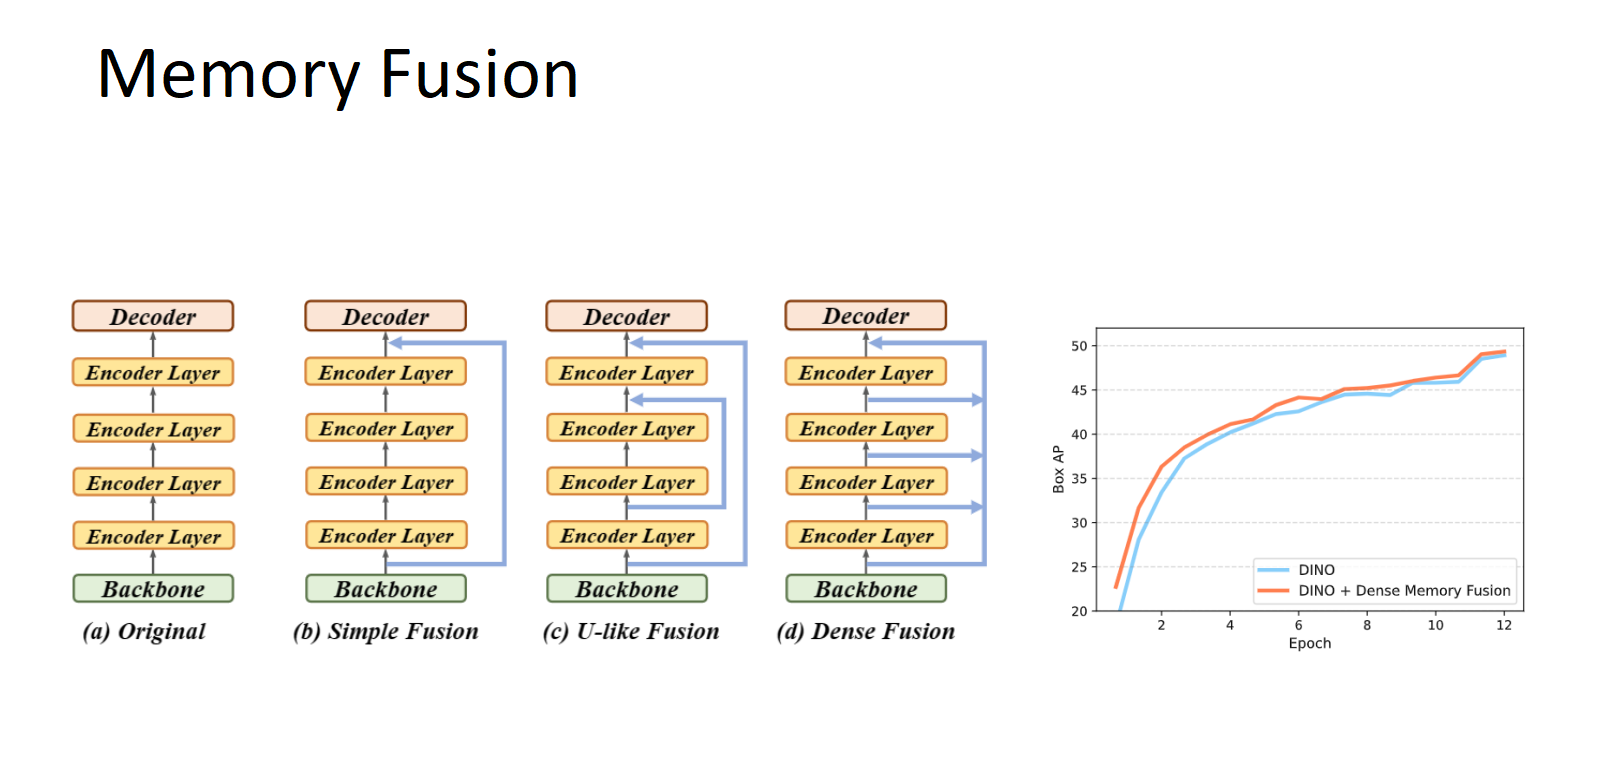 Memory Fusion
Decoder
Encoder Layer
Encoder Layer
Encoder Layer
Encoder Layer
Backbone
(a) Original
Decoder
Encoder Layer
Encoder Layer
Encoder Layer
Encoder Layer
Backbone
(b) Simple Fusion
Decoder
Encoder Layer
Encoder Layer
Encoder Layer
Encoder Layer
Backbone
(c) U-like Fusion
Decoder
Encoder Layer
Encoder Layer
Encoder Layer
Encoder Layer
Backbone
(d) Dense Fusion
Box AP
50
45
40
35
30
25
20
DINO
DINO + Dense Memory Fusion
2 4 6 8 10 12
Epoch